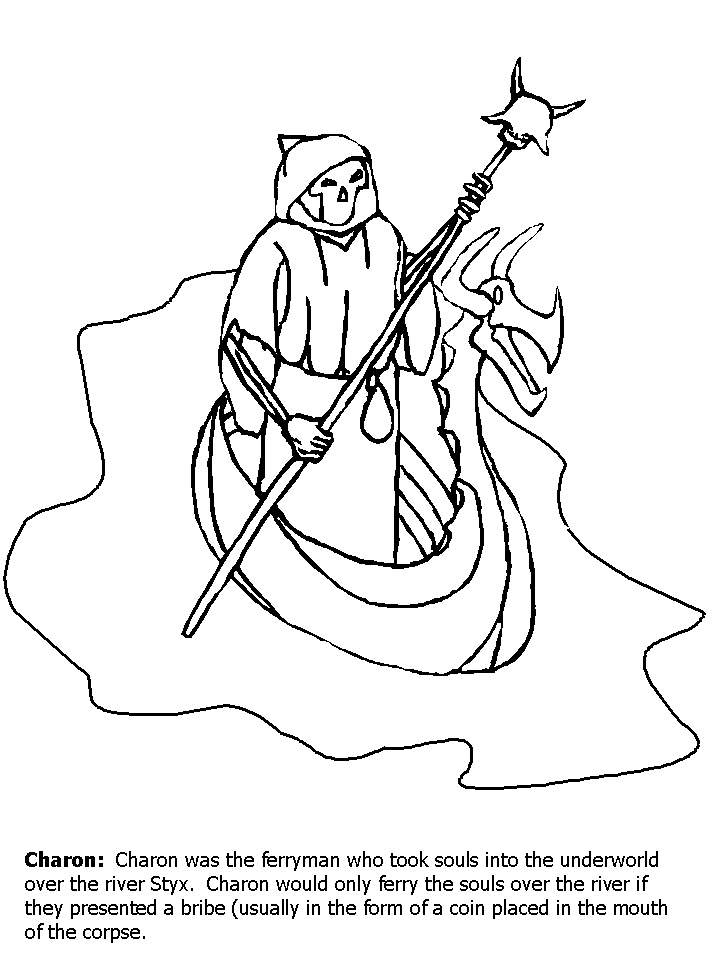 Charon:  Charon was the ferryman who took souls into the underworld
over the river Styx.  Charon would only ferry the souls over the river if
they presented a bribe (usually in the form of a coin placed in the mouth
of the corpse.